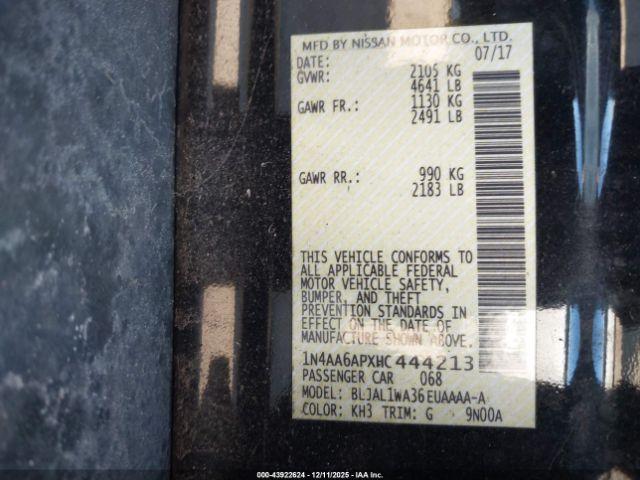 MFD BY NISSAN MOTOR CO., LTD.
DATE: 07/17
GVWR: 2105 KG
4641 LB
GAWR FR.: 1130 KG
2491 LB
GAWR RR.: 990 KG
2183 LB
THIS VEHICLE CONFORMS TO
ALL APPLICABLE FEDERAL
MOTOR VEHICLE SAFETY,
BUMPER, AND THEFT
PREVENTION STANDARDS IN
EFFECT ON THE DATE OF
MANUFACTURE SHOWN ABOVE.
1N4AA6APXHC444213
PASSENGER CAR 068
MODEL: BLJAL1WA36EUAAAA-A
COLOR: KH3 TRIM: G 9N00A
000-43922624 - 12/11/2025 - IAAI.com